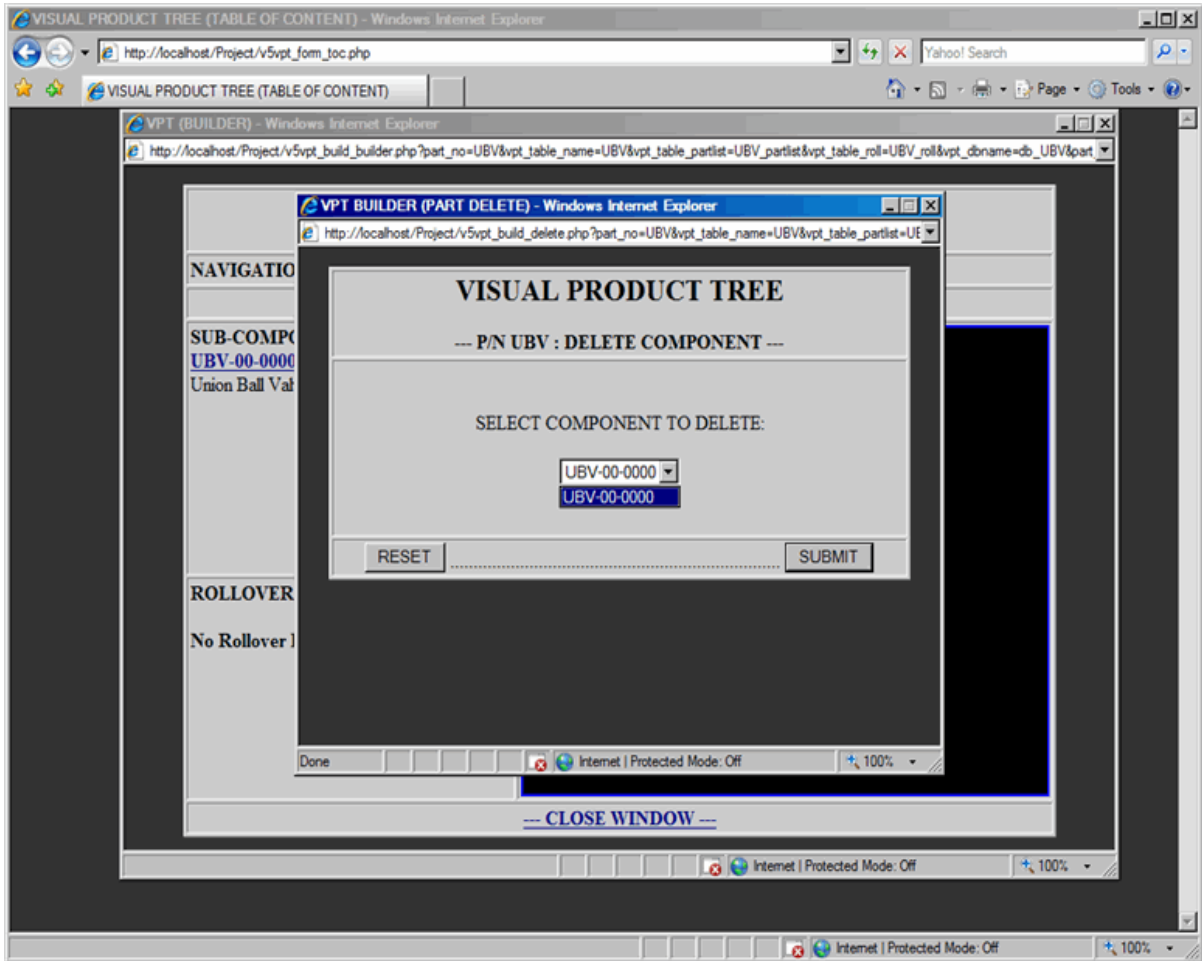 VISUAL PRODUCT TREE (TABLE OF CONTENT) - Windows Internet Explorer
http://localhost/Project/v5vpt_form_toc.php
Yahoo! Search
VISUAL PRODUCT TREE (TABLE OF CONTENT)
Page
Tools
VPT (BUILDER) - Windows Internet Explorer
http://localhost/Project/v5vpt_build_builder.php?part_no=UBV&vpt_table_name=UBV&vpt_table_partlist=UBV_partlist&vpt_table_roll=UBV_roll&vpt_dbname=db_UBV&part
VPT BUILDER (PART DELETE) - Windows Internet Explorer
http://localhost/Project/v5vpt_build_delete.php?part_no=UBV&vpt_table_name=UBV&vpt_table_partlist=UE
NAVIGATIO
SUB-COMPO
UBV-00-0000
Union Ball Val
ROLLOVER
No Rollover I
VISUAL PRODUCT TREE
--- P/N UBV : DELETE COMPONENT ---
SELECT COMPONENT TO DELETE:
UBV-00-0000
UBV-00-0000
RESET
SUBMIT
Done
Internet | Protected Mode: Off
100%
--- CLOSE WINDOW ---
Internet | Protected Mode: Off
100%
Internet | Protected Mode: Off
100%